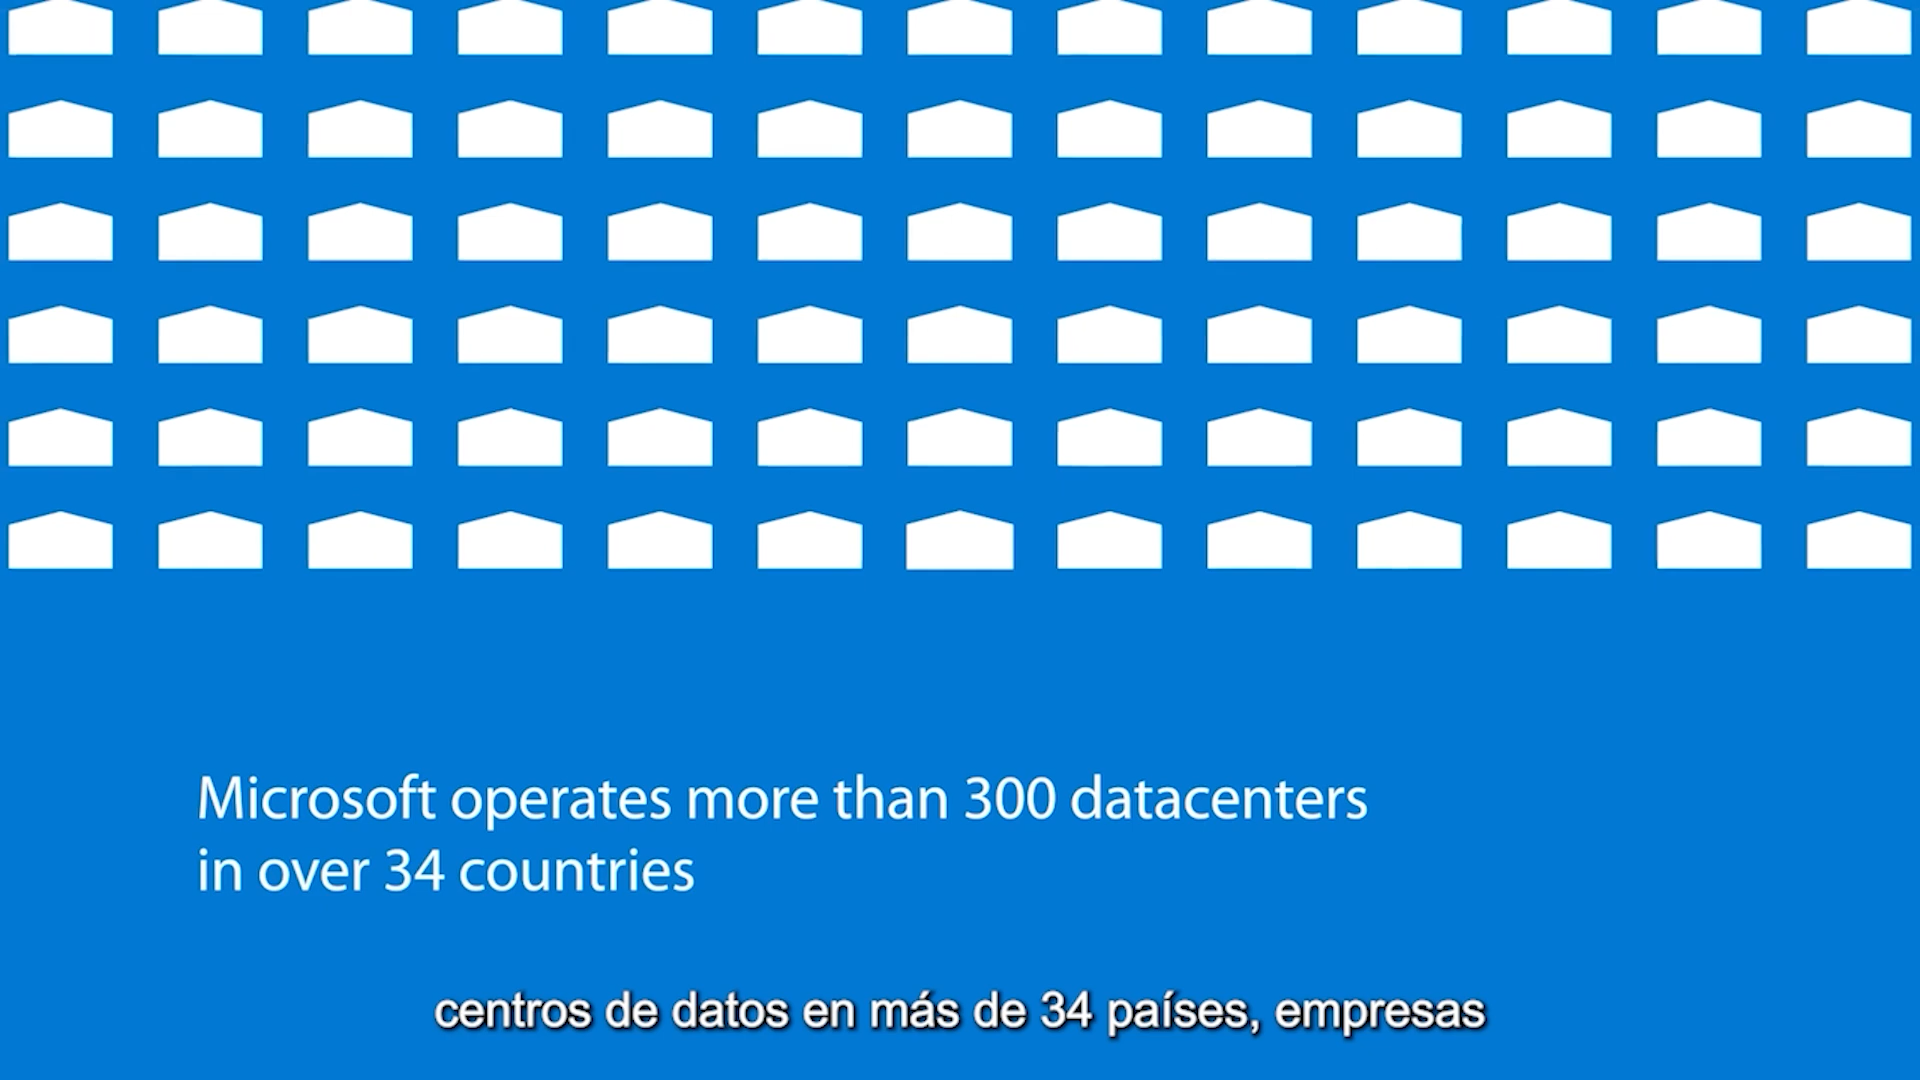 Microsoft operates more than 300 datacenters
in over 34 countries
centros de datos en más de 34 países, empresas